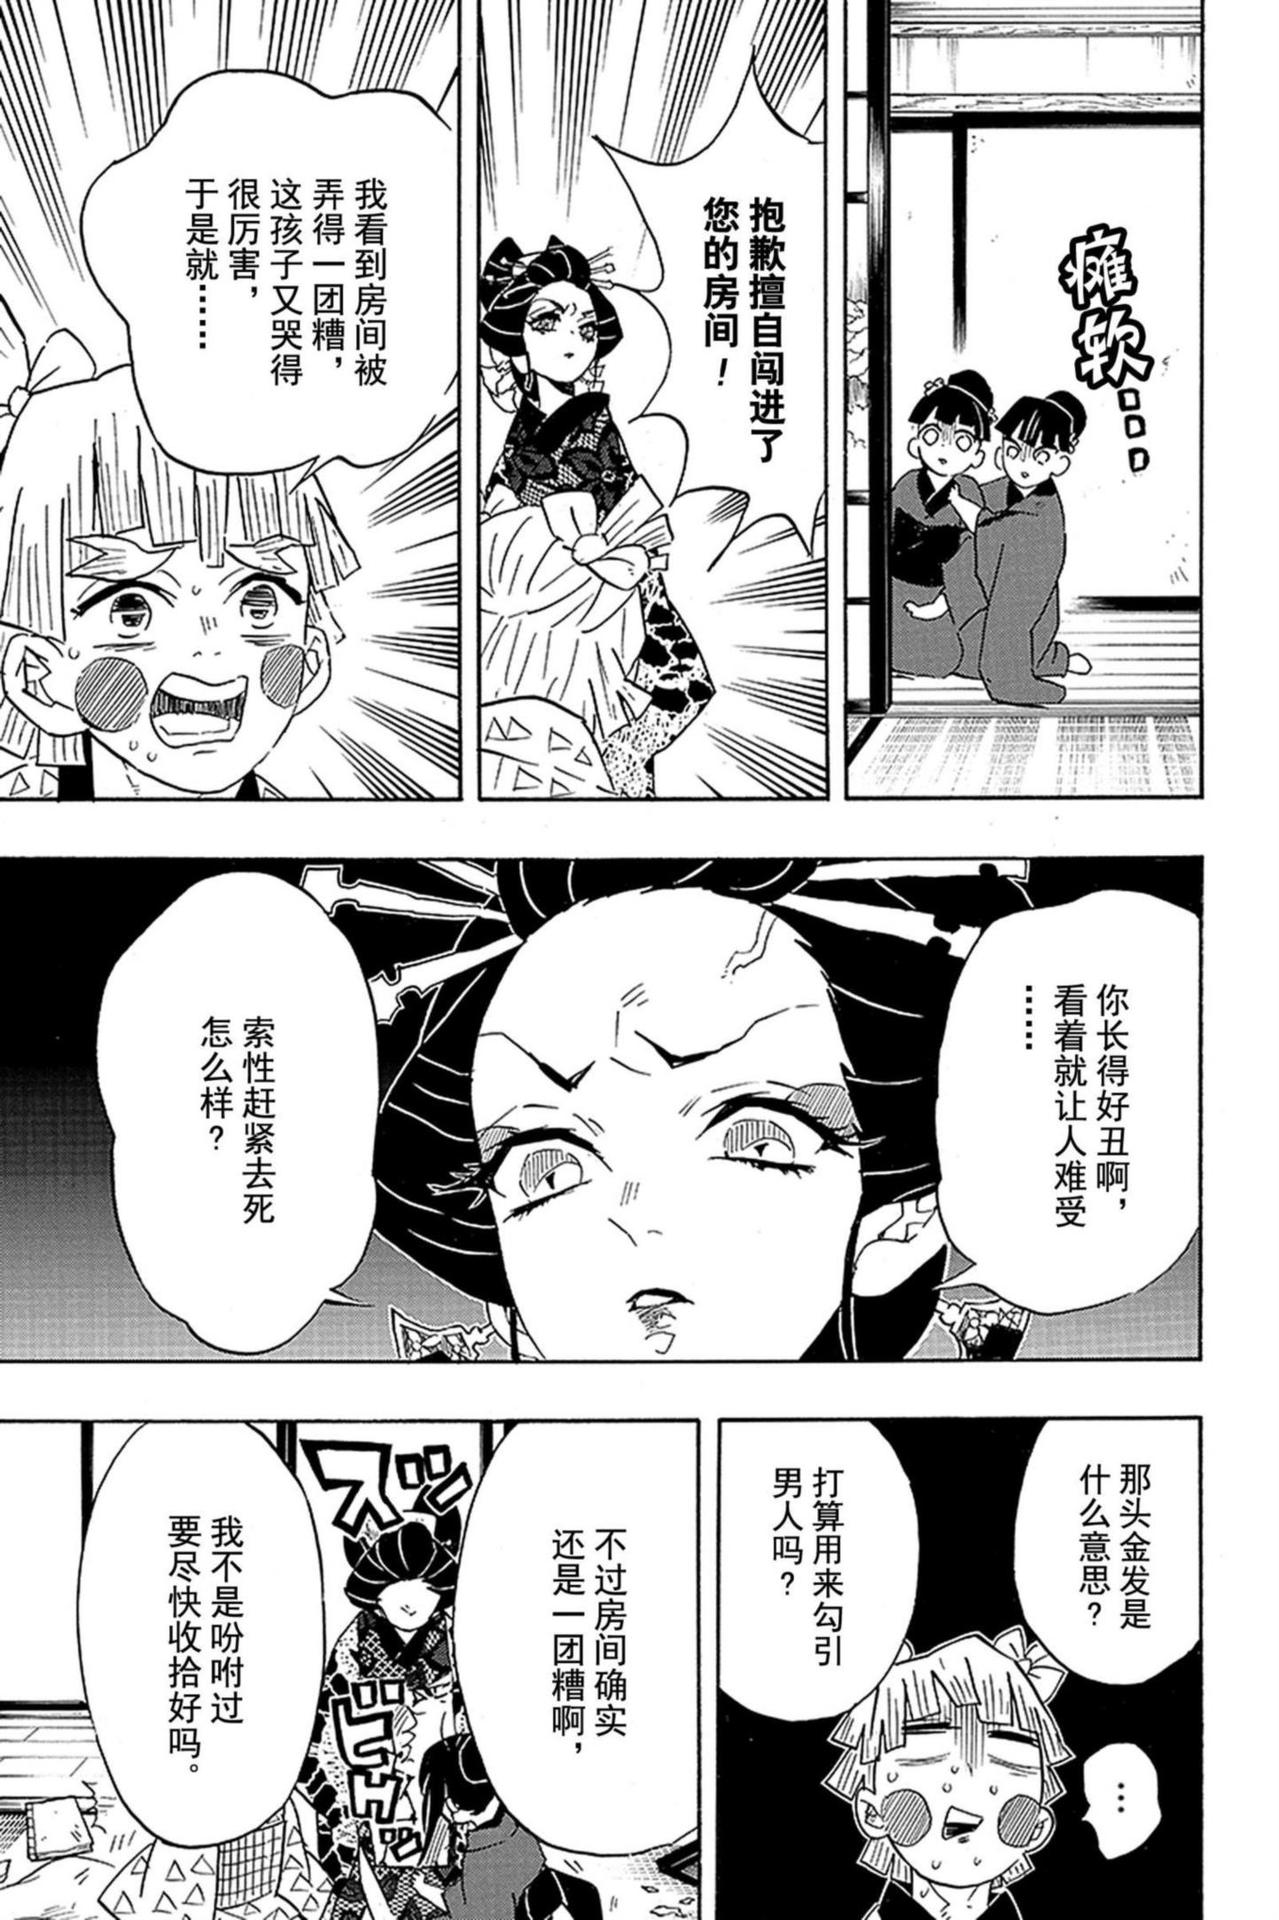 瘫软
抱歉擅自闯进了
您的房间！
我看到房间被
弄得一团糟，
这孩子又哭得
很厉害，
于是就……
你长得好丑啊，
看着就让人难受
……
索性赶紧去死
怎么样？
那头金发是
什么意思？
打算用来勾引
男人吗？
…
不过房间确实
还是一团糟啊，
我不是吩咐过
要尽快收拾好吗。
ズズ
ビクッ